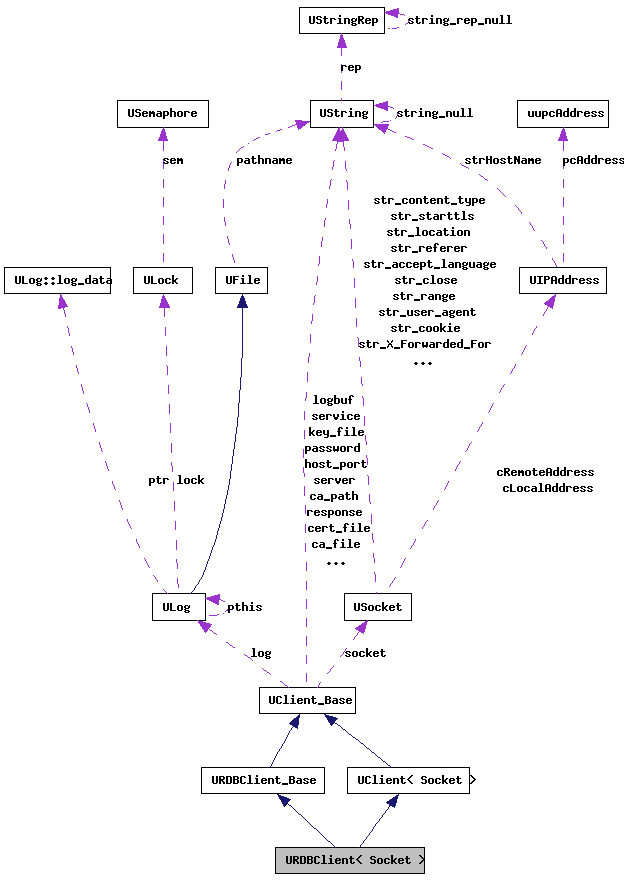 UStringRep
string_rep_null
rep
USemaphore
UString
string_null
uupcAddress
sem
pathname
strHostName
pcAddress
str_content_type
str_starttls
str_location
str_referer
str_accept_language
str_close
str_range
str_user_agent
str_cookie
str_X_Forwarded_For
...
ULog::log_data
ULock
UFile
UIPAddress
logbuf
service
key_file
password
host_port
server
ca_path
response
cert_file
ca_file
...
ptr
lock
cRemoteAddress
cLocalAddress
ULog
pthis
USocket
log
socket
UClient_Base
URDBClient_Base
UClient< Socket >
URDBClient< Socket >